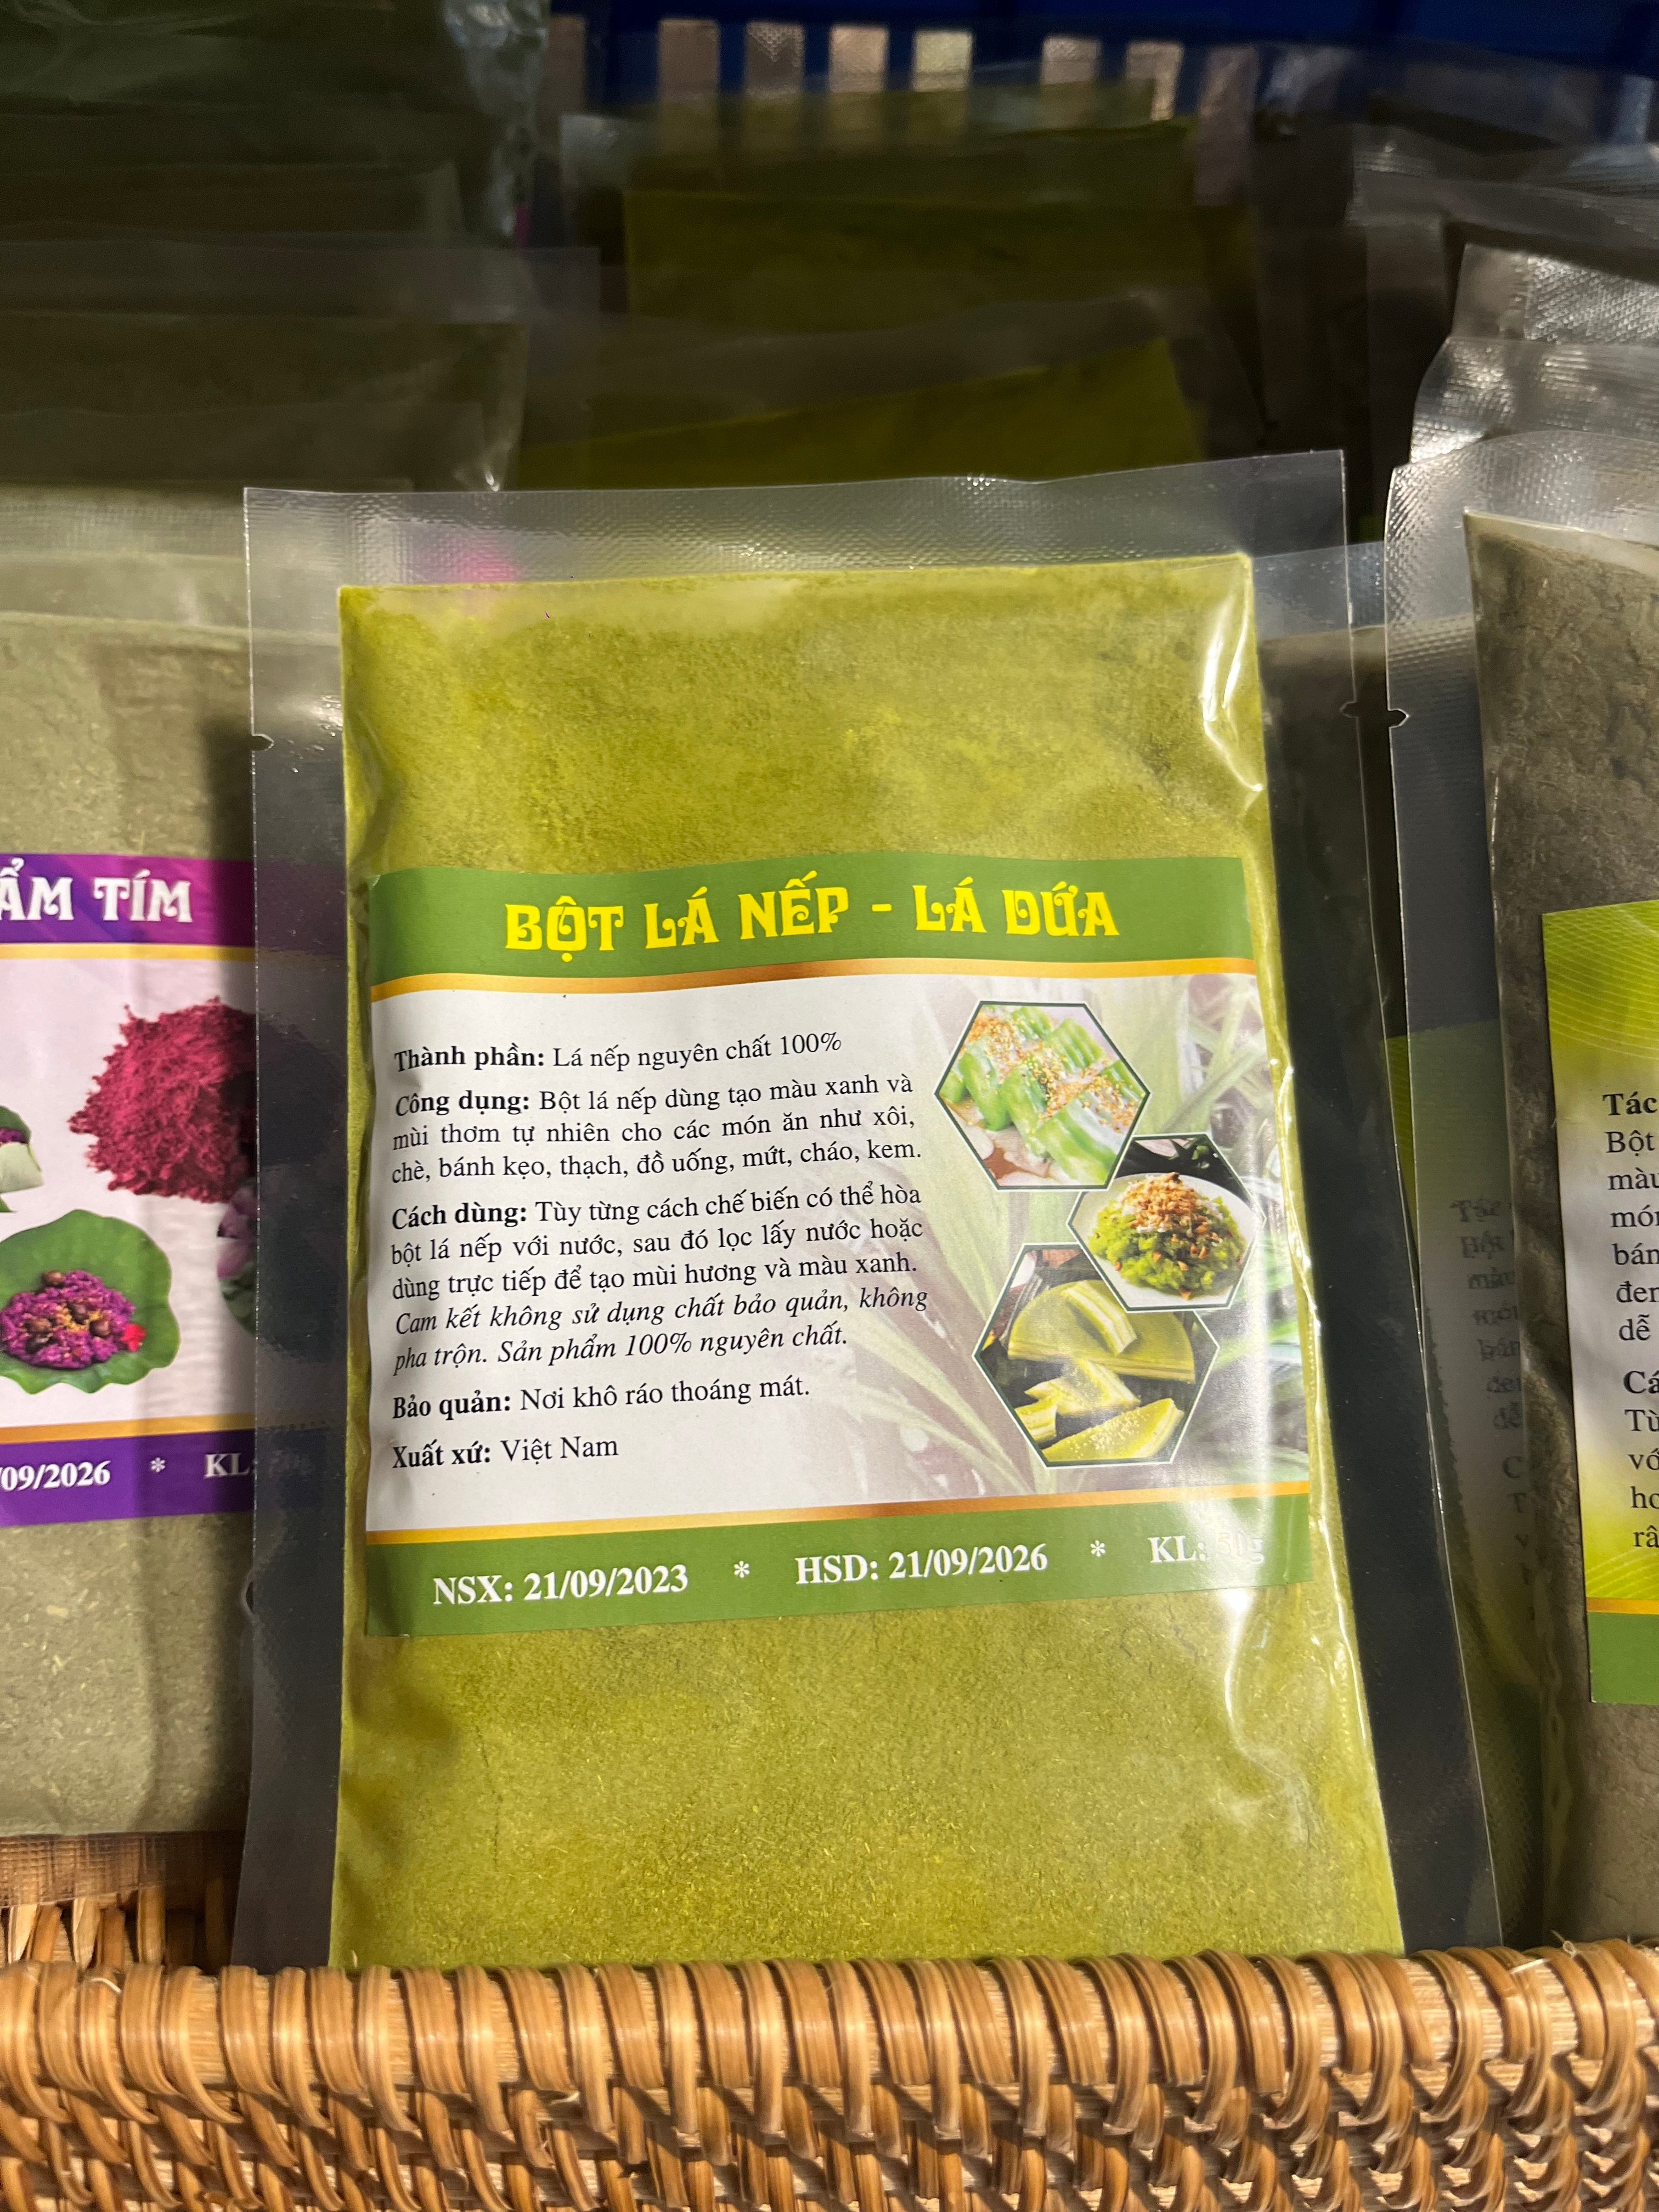 BỘT LÁ NẾP - LÁ DỨA
Thành phần: Lá nếp nguyên chất 100%
Công dụng: Bột lá nếp dùng tạo màu xanh và
mùi thơm tự nhiên cho các món ăn như xôi,
chè, bánh kẹo, thạch, đồ uống, mứt, cháo, kem.
Cách dùng: Tùy từng cách chế biến có thể hòa
bột lá nếp với nước, sau đó lọc lấy nước hoặc
dùng trực tiếp để tạo mùi hương và màu xanh.
Cam kết không sử dụng chất bảo quản, không
pha trộn. Sản phẩm 100% nguyên chất.
Bảo quản: Nơi khô ráo thoáng mát.
Xuất xứ: Việt Nam
NSX: 21/09/2023 * HSD: 21/09/2026 * KL: 50g
ẨM TÍM
/09/2026 * KL:
Tác
Bột
màu
món
bán
đen
dễ
Các
Từ
với
râ